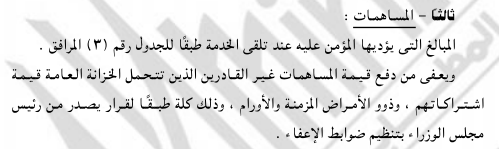 ثالثًا - المساهمات :
المبالغ التى يؤديها المؤمن عليه عند تلقى الخدمة طبقًا للجدول رقم (٣) المرافق .
ويعفى من دفع قيمة المساهمات غير القادرين الذين تتحمل الخزانة العامة قيمة
اشتراكاتهم ، وذوو الأمراض المزمنة والأورام ، وذلك كلة طبقًا لقرار يصدر من رئيس
مجلس الوزراء بتنظيم ضوابط الإعفاء .